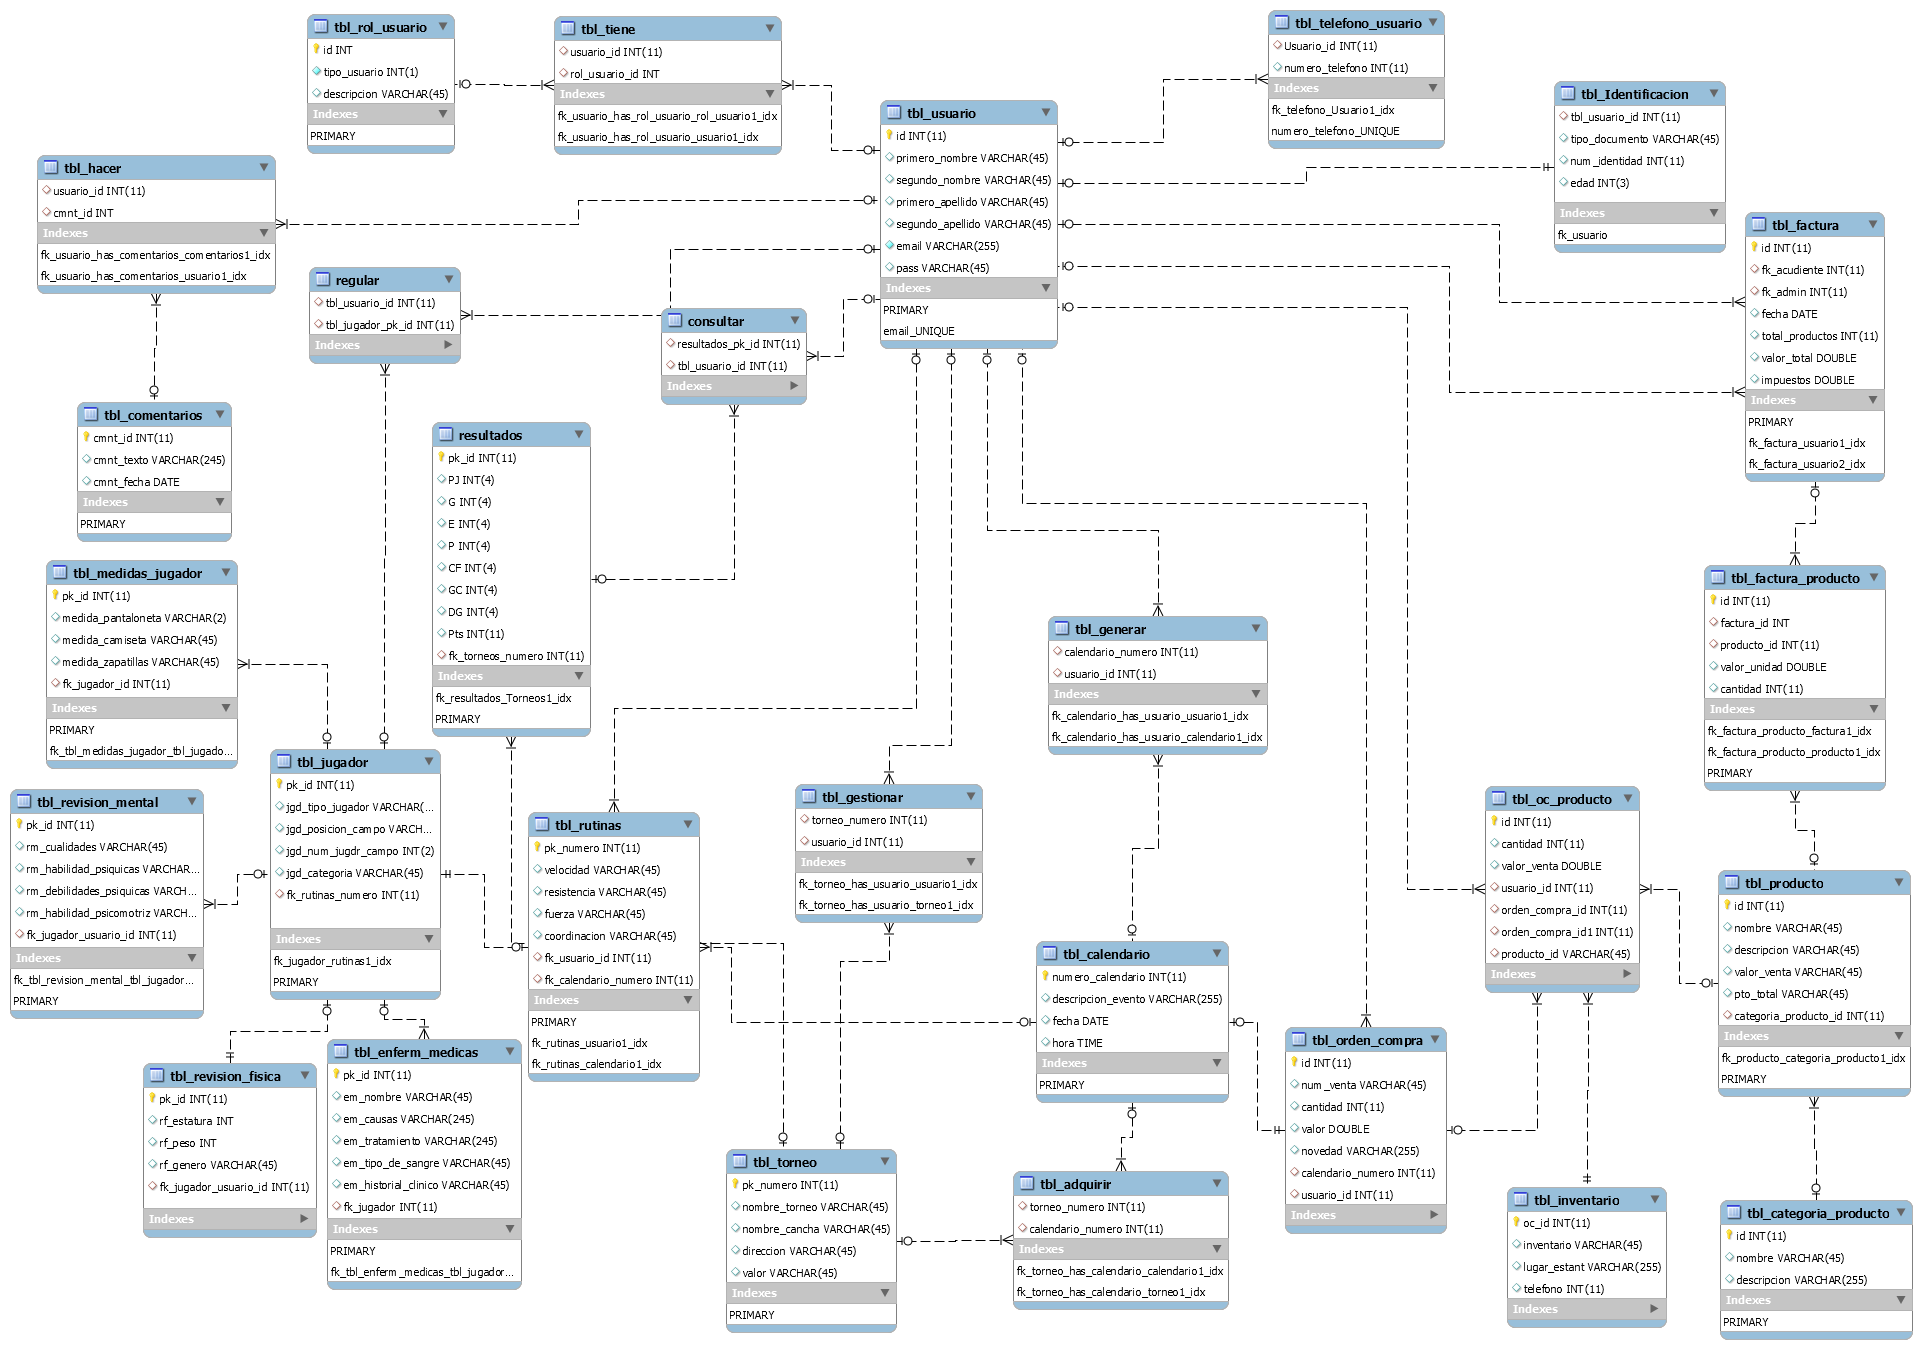 tbl_rol_usuario
id INT
tipo_usuario INT(1)
descripcion VARCHAR(45)
Indexes
PRIMARY
tbl_tiene
usuario_id INT(11)
rol_usuario_id INT
Indexes
fk_usuario_has_rol_usuario_rol_usuario1_idx
fk_usuario_has_rol_usuario_usuario1_idx
tbl_telefono_usuario
Usuario_id INT(11)
numero_telefono INT(11)
Indexes
fk_telefono_Usuario1_idx
numero_telefono_UNIQUE
tbl_Identificacion
tbl_usuario_id INT(11)
tipo_documento VARCHAR(45)
num_identidad INT(11)
edad INT(3)
Indexes
fk_usuario
tbl_usuario
id INT(11)
primero_nombre VARCHAR(45)
segundo_nombre VARCHAR(45)
primero_apellido VARCHAR(45)
segundo_apellido VARCHAR(45)
email VARCHAR(255)
pass VARCHAR(45)
Indexes
PRIMARY
email_UNIQUE
tbl_hacer
usuario_id INT(11)
cmnt_id INT
Indexes
fk_usuario_has_comentarios_comentarios1_idx
fk_usuario_has_comentarios_usuario1_idx
tbl_factura
id INT(11)
fk_acudiente INT(11)
fk_admin INT(11)
fecha DATE
total_productos INT(11)
valor_total DOUBLE
impuestos DOUBLE
Indexes
PRIMARY
fk_factura_usuario1_idx
fk_factura_usuario2_idx
regular
tbl_usuario_id INT(11)
tbl_jugador_pk_id INT(11)
Indexes
consultar
resultados_pk_id INT(11)
tbl_usuario_id INT(11)
Indexes
tbl_comentarios
cmnt_id INT(11)
cmnt_texto VARCHAR(245)
cmnt_fecha DATE
Indexes
PRIMARY
resultados
pk_id INT(11)
PJ INT(4)
G INT(4)
E INT(4)
P INT(4)
CF INT(4)
GC INT(4)
DG INT(4)
Pts INT(11)
fk_torneos_numero INT(11)
Indexes
fk_resultados_Torneos1_idx
PRIMARY
tbl_medidas_jugador
pk_id INT(11)
medida_pantaloneta VARCHAR(2)
medida_camiseta VARCHAR(45)
medida_zapatillas VARCHAR(45)
fk_jugador_id INT(11)
Indexes
PRIMARY
fk_tbl_medidas_jugador_tbl_jugado...
tbl_factura_producto
id INT(11)
factura_id INT
producto_id INT(11)
valor_unidad DOUBLE
cantidad INT(11)
Indexes
fk_factura_producto_factura1_idx
fk_factura_producto_producto1_idx
PRIMARY
tbl_generar
calendario_numero INT(11)
usuario_id INT(11)
Indexes
fk_calendario_has_usuario_usuario1_idx
fk_calendario_has_usuario_calendario1_idx
tbl_jugador
pk_id INT(11)
jgd_tipo_jugador VARCHAR(...
jgd_posicion_campo VARCH...
jgd_num_jugdr_campo INT(2)
jgd_categoria VARCHAR(45)
fk_rutinas_numero INT(11)
Indexes
fk_jugador_rutinas1_idx
PRIMARY
tbl_revision_mental
pk_id INT(11)
rm_cualidades VARCHAR(45)
rm_habilidad_psiquicas VARCHAR...
rm_debilidades_psiquicas VARCH...
rm_habilidad_psicomotriz VARCH...
fk_jugador_usuario_id INT(11)
Indexes
fk_tbl_revision_mental_tbl_jugador...
PRIMARY
tbl_rutinas
pk_numero INT(11)
velocidad VARCHAR(45)
resistencia VARCHAR(45)
fuerza VARCHAR(45)
coordinacion VARCHAR(45)
fk_usuario_id INT(11)
fk_calendario_numero INT(11)
Indexes
PRIMARY
fk_rutinas_usuario1_idx
fk_rutinas_calendario1_idx
tbl_gestionar
torneo_numero INT(11)
usuario_id INT(11)
Indexes
fk_torneo_has_usuario_usuario1_idx
fk_torneo_has_usuario_torneo1_idx
tbl_oc_producto
id INT(11)
cantidad INT(11)
valor_venta DOUBLE
usuario_id INT(11)
orden_compra_id INT(11)
orden_compra_id1 INT(11)
producto_id VARCHAR(45)
Indexes
tbl_producto
id INT(11)
nombre VARCHAR(45)
descripcion VARCHAR(45)
valor_venta VARCHAR(45)
pto_total VARCHAR(45)
categoria_producto_id INT(11)
Indexes
fk_producto_categoria_producto1_idx
PRIMARY
tbl_calendario
numero_calendario INT(11)
descripcion_evento VARCHAR(255)
fecha DATE
hora TIME
Indexes
PRIMARY
tbl_orden_compra
id INT(11)
num_venta VARCHAR(45)
cantidad INT(11)
valor DOUBLE
novedad VARCHAR(255)
calendario_numero INT(11)
usuario_id INT(11)
Indexes
tbl_revision_fisica
pk_id INT(11)
rf_estatura INT
rf_peso INT
rf_genero VARCHAR(45)
fk_jugador_usuario_id INT(11)
Indexes
tbl_enferm_medicas
pk_id INT(11)
em_nombre VARCHAR(45)
em_causas VARCHAR(245)
em_tratamiento VARCHAR(245)
em_tipo_de_sangre VARCHAR(45)
em_historial_clinico VARCHAR(45)
fk_jugador INT(11)
Indexes
PRIMARY
fk_tbl_enferm_medicas_tbl_jugador...
tbl_torneo
pk_numero INT(11)
nombre_torneo VARCHAR(45)
nombre_cancha VARCHAR(45)
direccion VARCHAR(45)
valor VARCHAR(45)
Indexes
PRIMARY
tbl_adquirir
torneo_numero INT(11)
calendario_numero INT(11)
Indexes
fk_torneo_has_calendario_calendario1_idx
fk_torneo_has_calendario_torneo1_idx
tbl_inventario
oc_id INT(11)
inventario VARCHAR(45)
lugar_estant VARCHAR(255)
telefono INT(11)
Indexes
tbl_categoria_producto
id INT(11)
nombre VARCHAR(45)
descripcion VARCHAR(255)
Indexes
PRIMARY